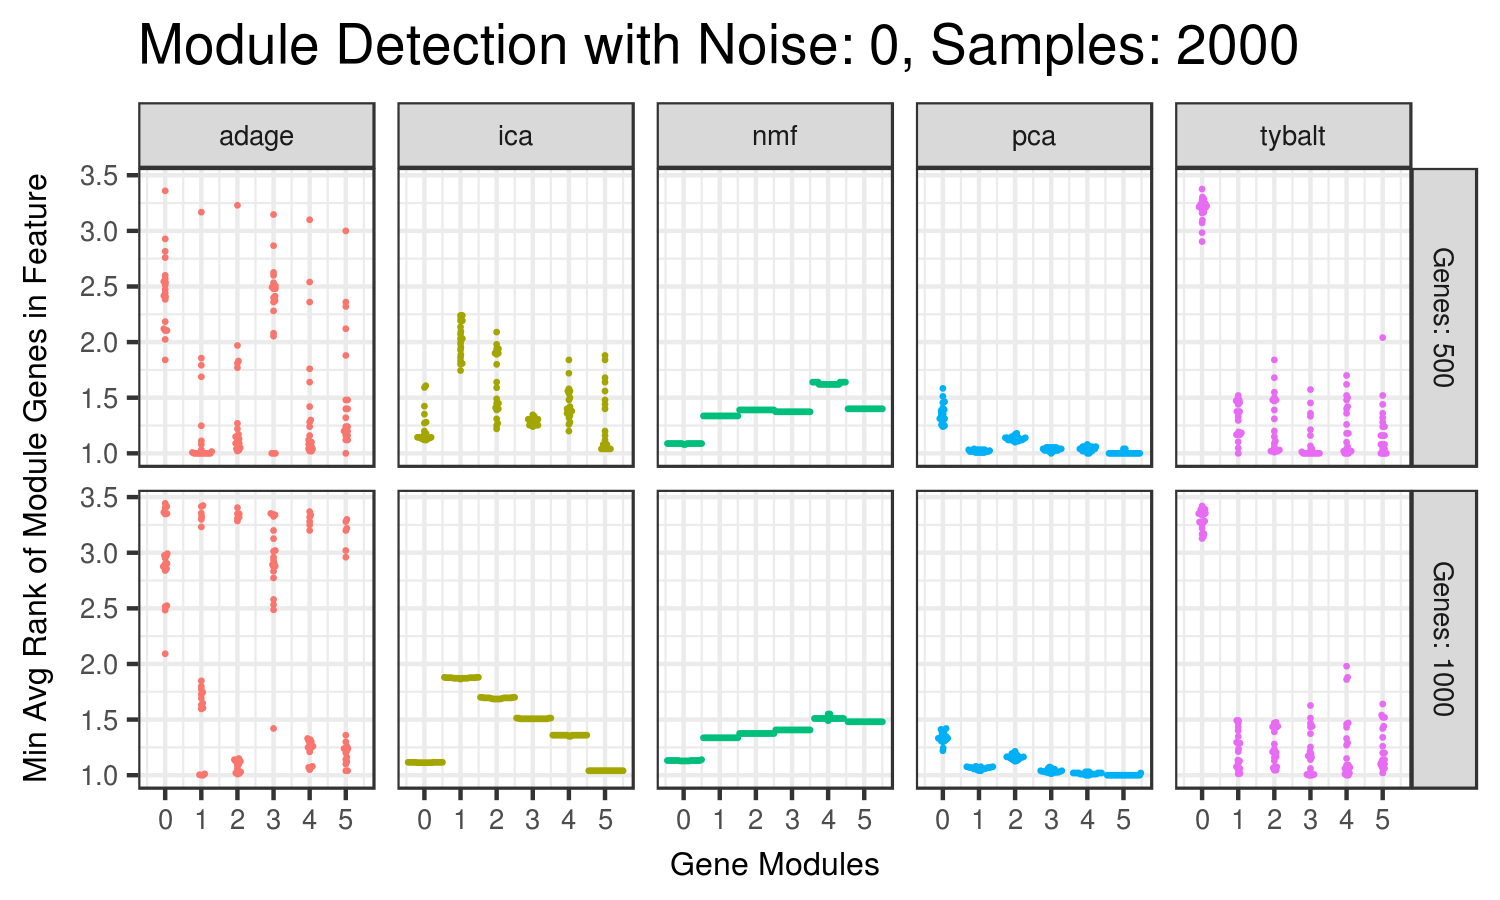 Module Detection with Noise: 0, Samples: 2000
adage ica nmf pca tybalt
Min Avg Rank of Module Genes in Feature
3.5
3.0
2.5
2.0
1.5
1.0
Genes: 500
3.5
3.0
2.5
2.0
1.5
1.0
Genes: 1000
0 1 2 3 4 5 0 1 2 3 4 5 0 1 2 3 4 5 0 1 2 3 4 5 0 1 2 3 4 5
Gene Modules